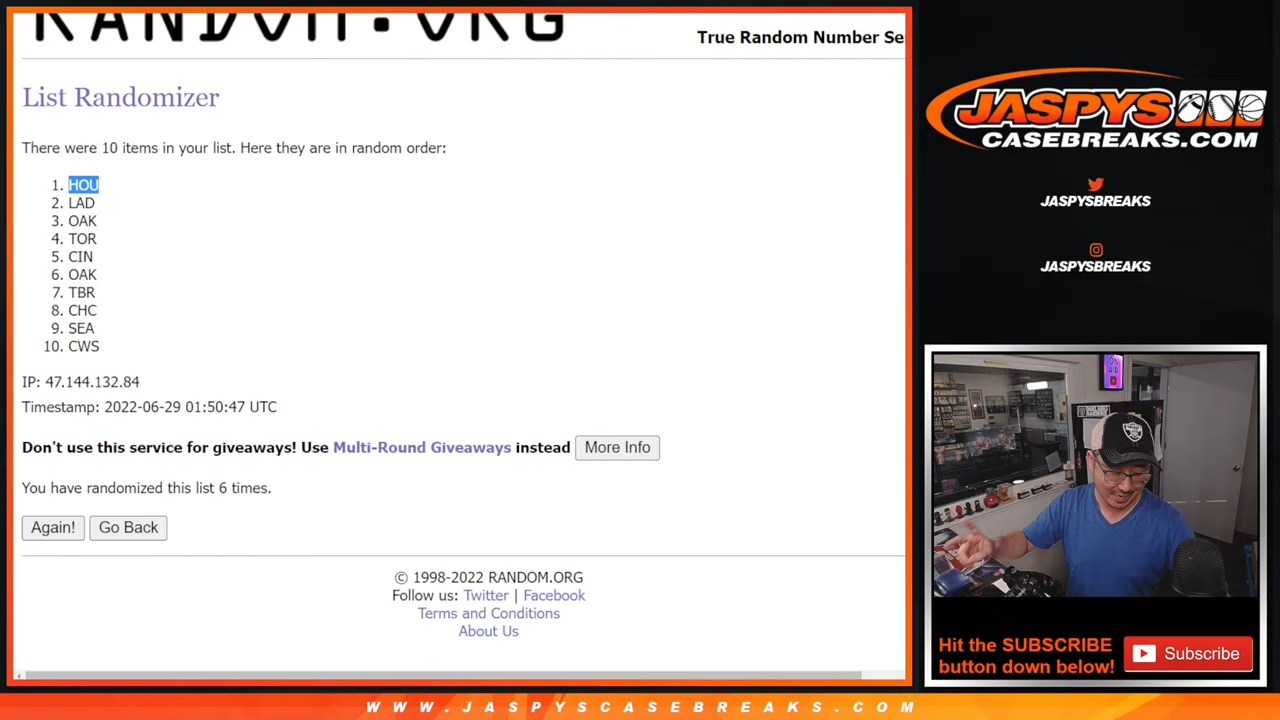 RANDOM.ORG
True Random Number Se
List Randomizer
There were 10 items in your list. Here they are in random order:
1. HOU
2. LAD
3. OAK
4. TOR
5. CIN
6. OAK
7. TBR
8. CHC
9. SEA
10. CWS
IP: 47.144.132.84
Timestamp: 2022-06-29 01:50:47 UTC
Don't use this service for giveaways! Use Multi-Round Giveaways instead More Info
You have randomized this list 6 times.
Again! Go Back
© 1998-2022 RANDOM.ORG
Follow us: Twitter | Facebook
Terms and Conditions
About Us
JASPYS
CASEBREAKS.COM
JASPYSBREAKS
JASPYSBREAKS
ON
AIR
Hit the SUBSCRIBE
button down below!
Subscribe
WWW.JASPYSCASEBREAKS.COM